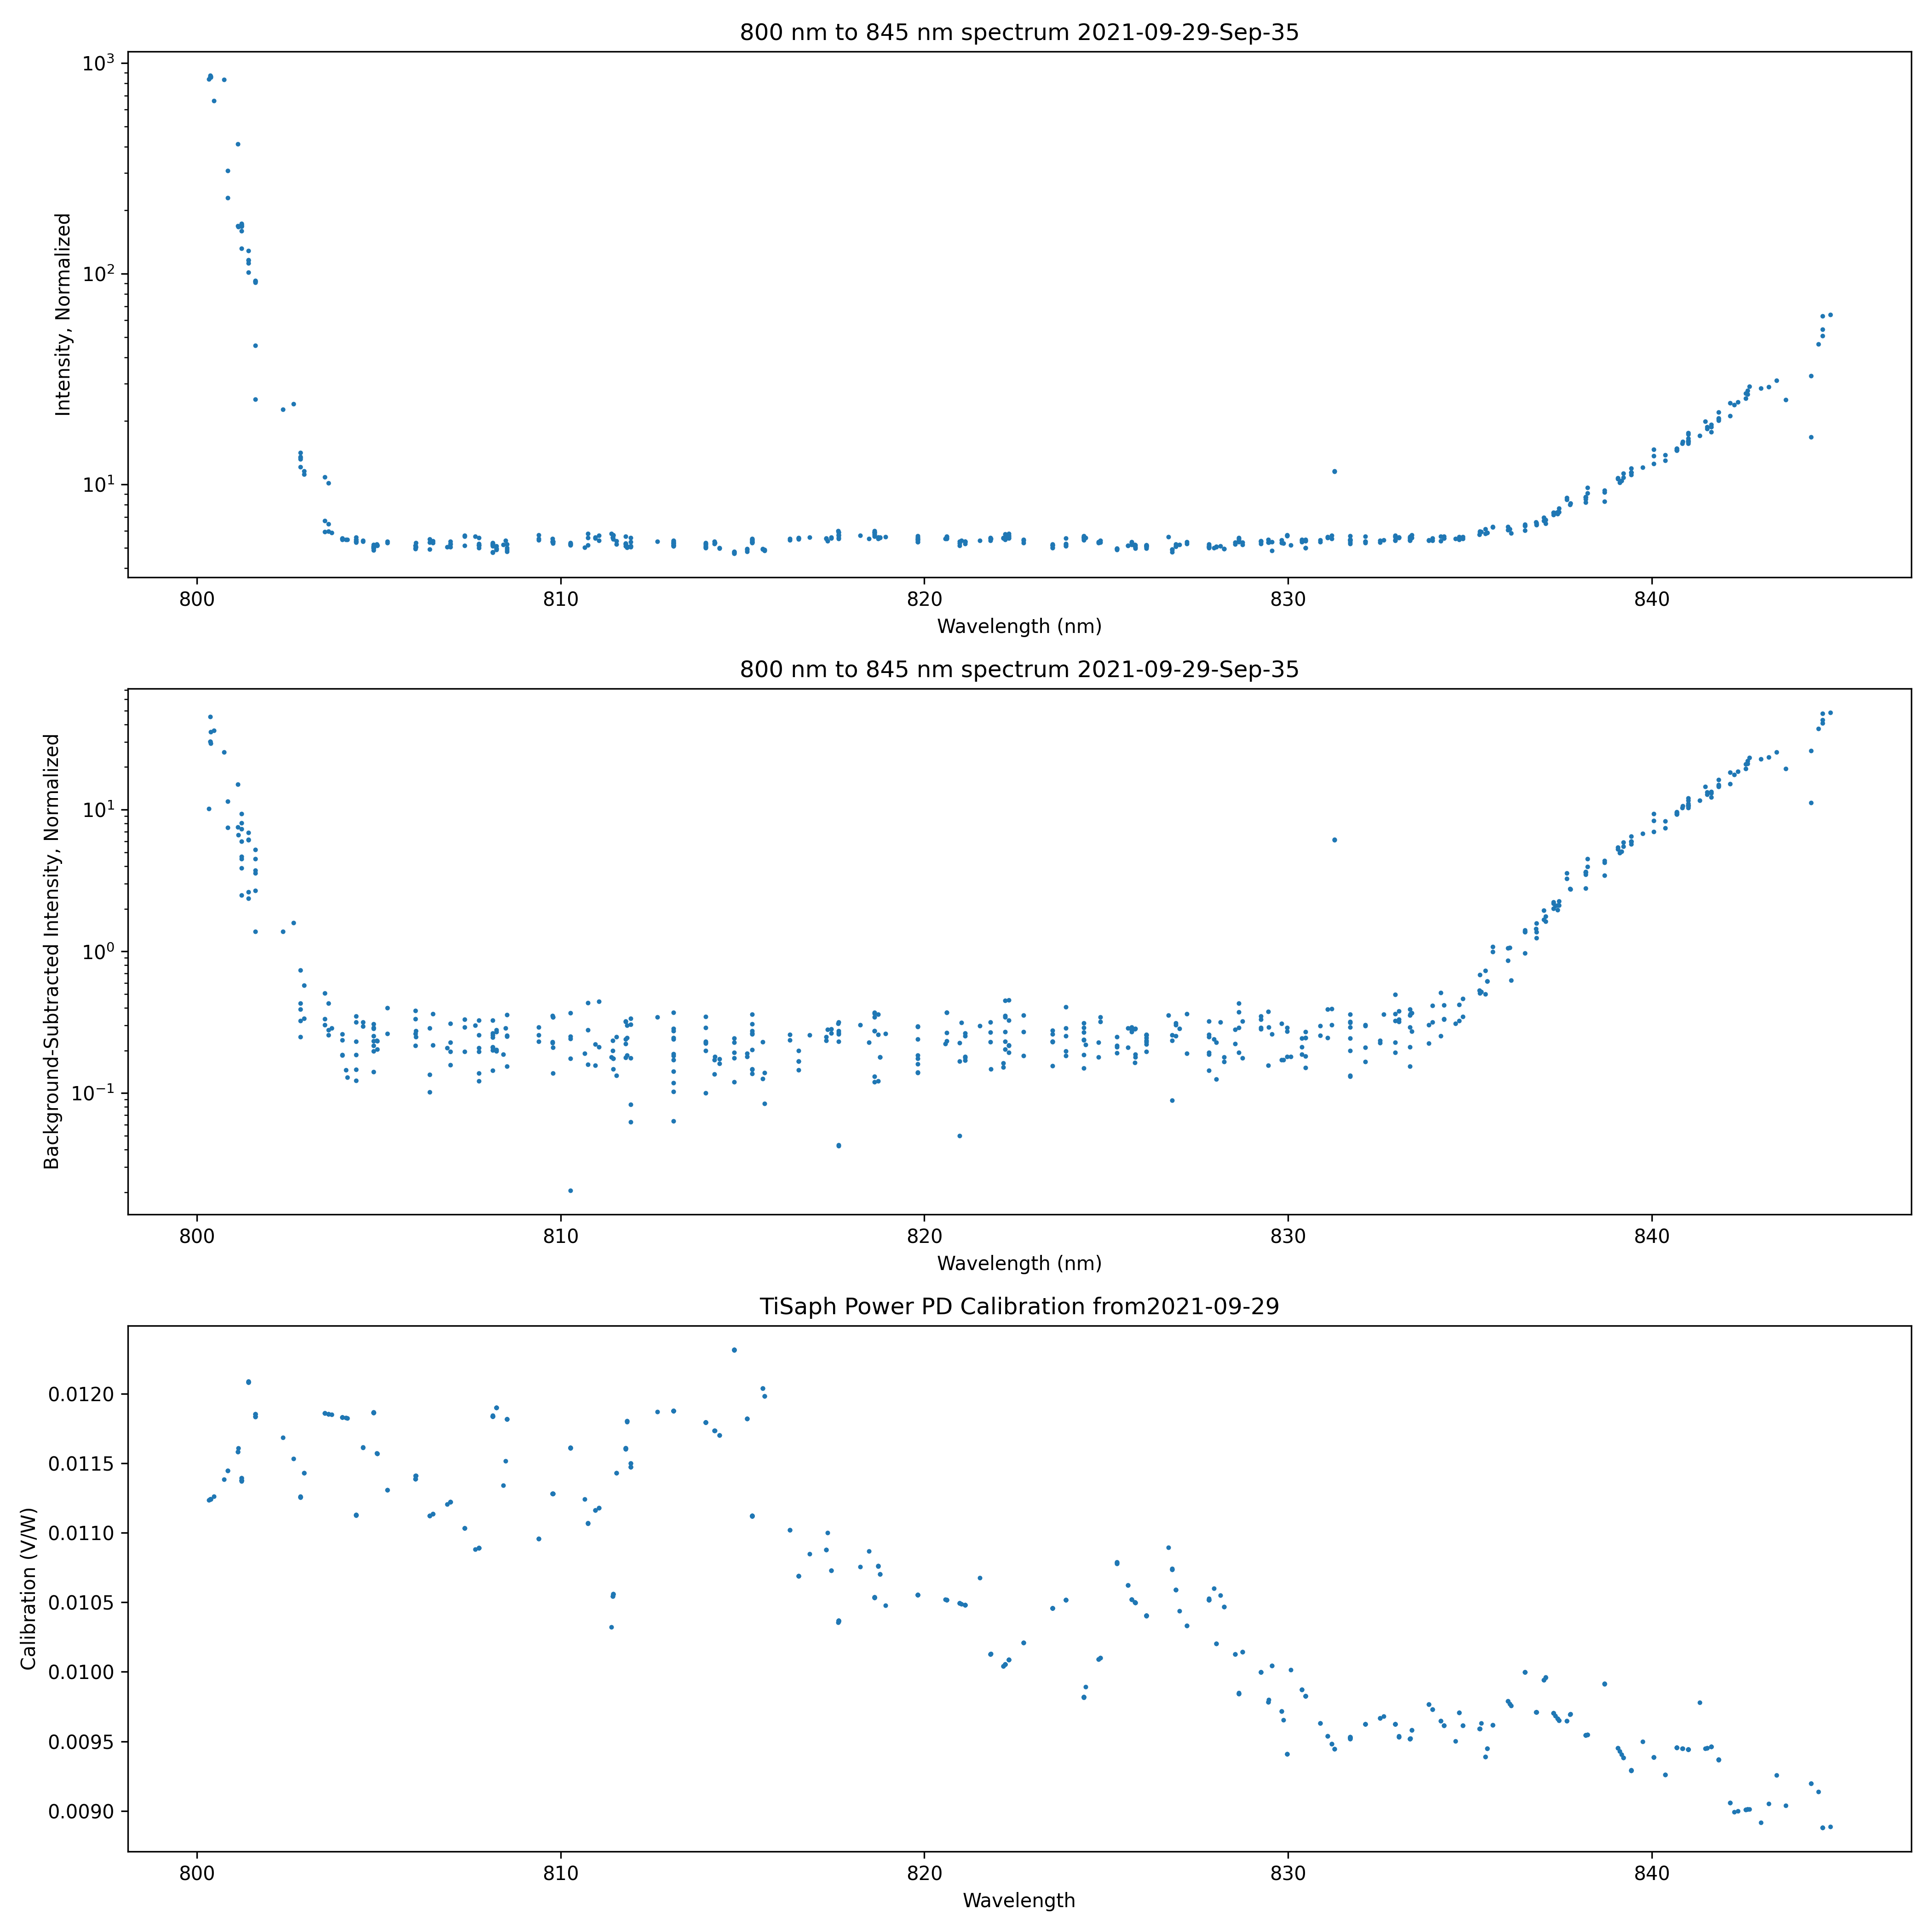 800 nm to 845 nm spectrum 2021-09-29-Sep-35
Intensity, Normalized
10³
10²
10¹
800 810 820 830 840
Wavelength (nm)
800 nm to 845 nm spectrum 2021-09-29-Sep-35
Background-Subtracted Intensity, Normalized
10¹
10⁰
10⁻¹
800 810 820 830 840
Wavelength (nm)
TiSaph Power PD Calibration from2021-09-29
Calibration (V/W)
0.0120
0.0115
0.0110
0.0105
0.0100
0.0095
0.0090
800 810 820 830 840
Wavelength